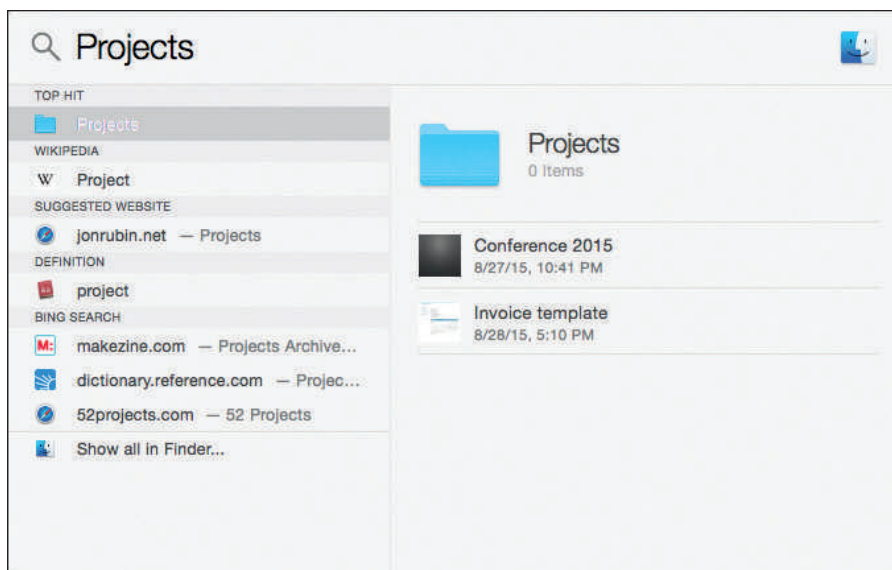 Projects
TOP HIT
Projects
WIKIPEDIA
W Project
SUGGESTED WEBSITE
jonrubin.net — Projects
DEFINITION
project
BING SEARCH
M: makezine.com — Projects Archive...
dictionary.reference.com — Projec...
52projects.com — 52 Projects
Show all in Finder...
Projects
0 Items
Conference 2015
8/27/15, 10:41 PM
Invoice template
8/28/15, 5:10 PM